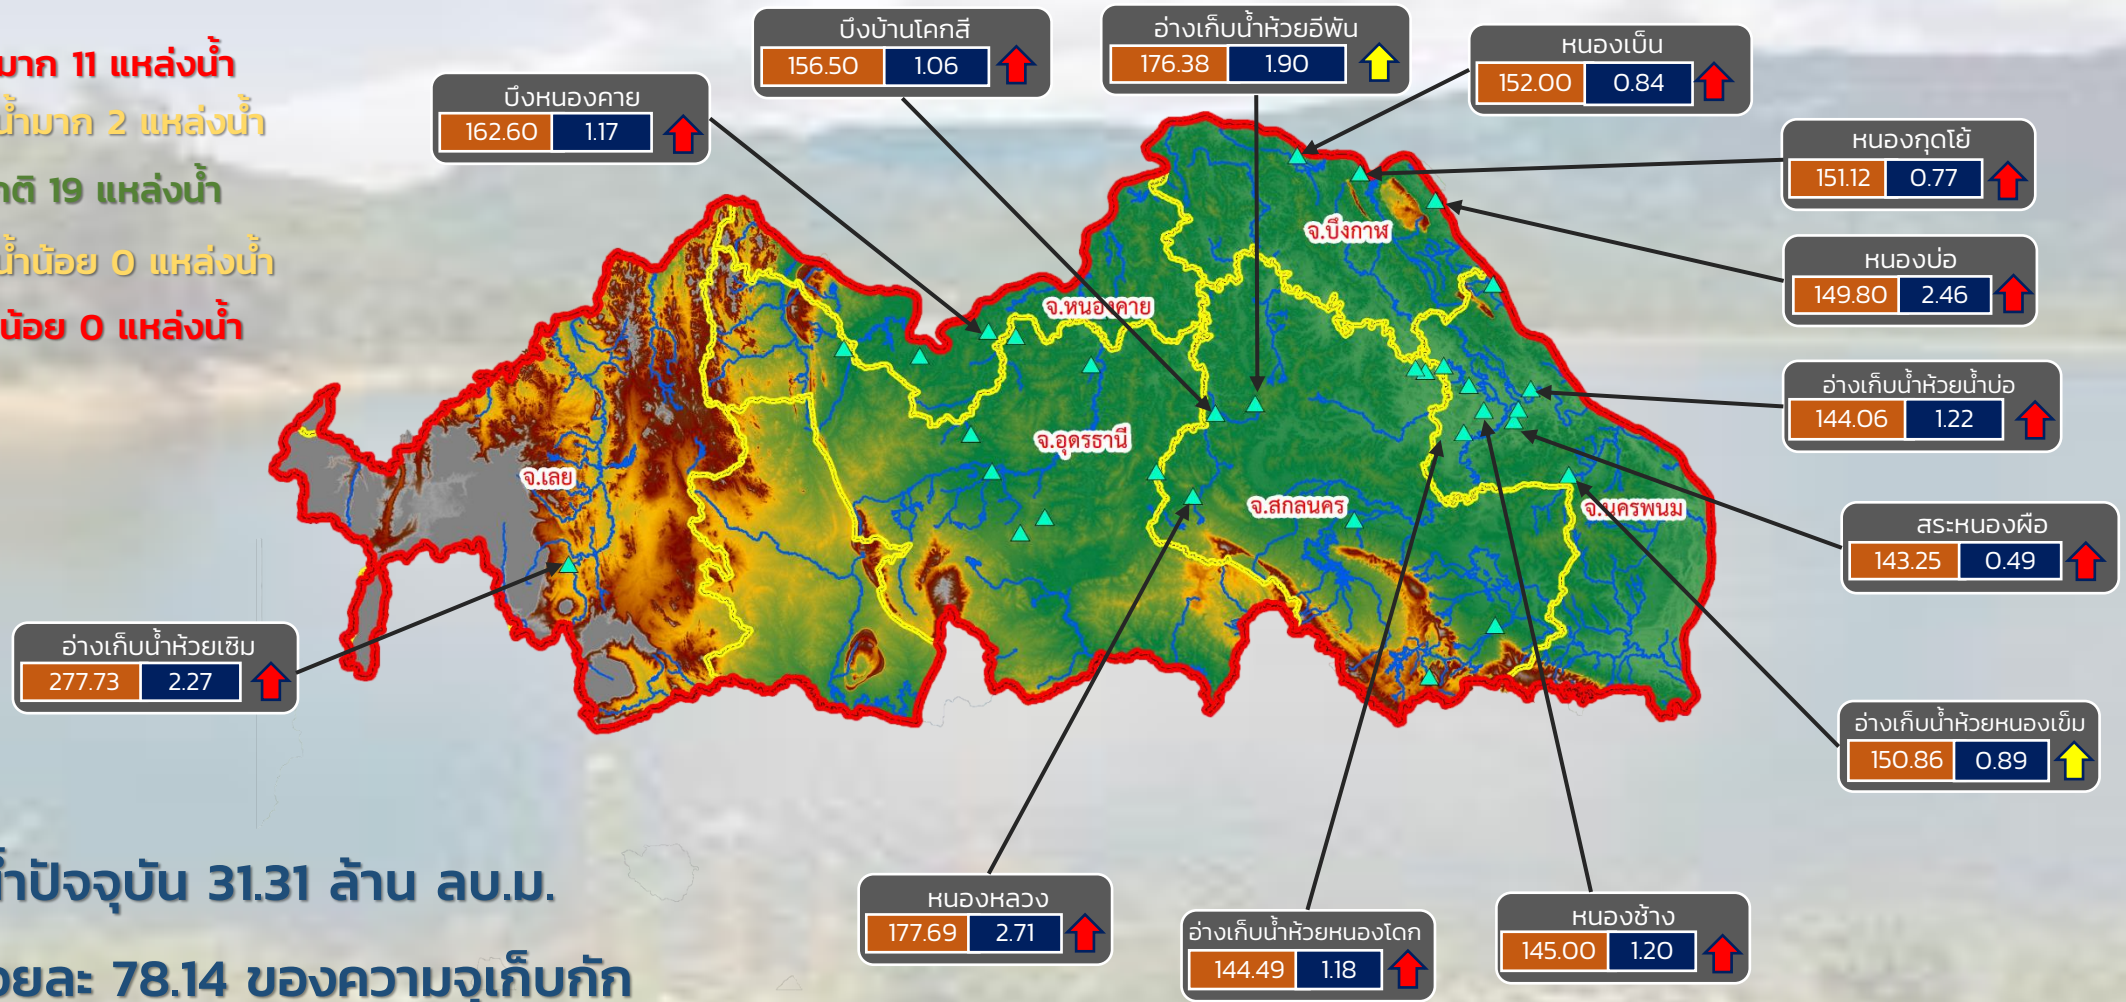 มาก 11 แหล่งน้ำ
น้ำมาก 2 แหล่งน้ำ
กติ 19 แหล่งน้ำ
น้ำน้อย 0 แหล่งน้ำ
น้อย 0 แหล่งน้ำ
บึงหนองคาย
162.60 1.17
บึงบ้านโคกสี
156.50 1.06
อ่างเก็บน้ำห้วยอีพัน
176.38 1.90
หนองเบ็น
152.00 0.84
หนองกุดโย้
151.12 0.77
หนองบ่อ
149.80 2.46
อ่างเก็บน้ำห้วยน้ำบ่อ
144.06 1.22
สระหนองผือ
143.25 0.49
อ่างเก็บน้ำห้วยหนองเข็ม
150.86 0.89
หนองช้าง
145.00 1.20
อ่างเก็บน้ำห้วยหนองโดก
144.49 1.18
หนองหลวง
177.69 2.71
อ่างเก็บน้ำห้วยเซิม
277.73 2.27
จ.บึงกาฬ
จ.หนองคาย
จ.อุดรธานี
จ.เลย
จ.สกลนคร
จ.นครพนม
น้ำปัจจุบัน 31.31 ล้าน ลบ.ม.
อยละ 78.14 ของความจุเก็บกัก